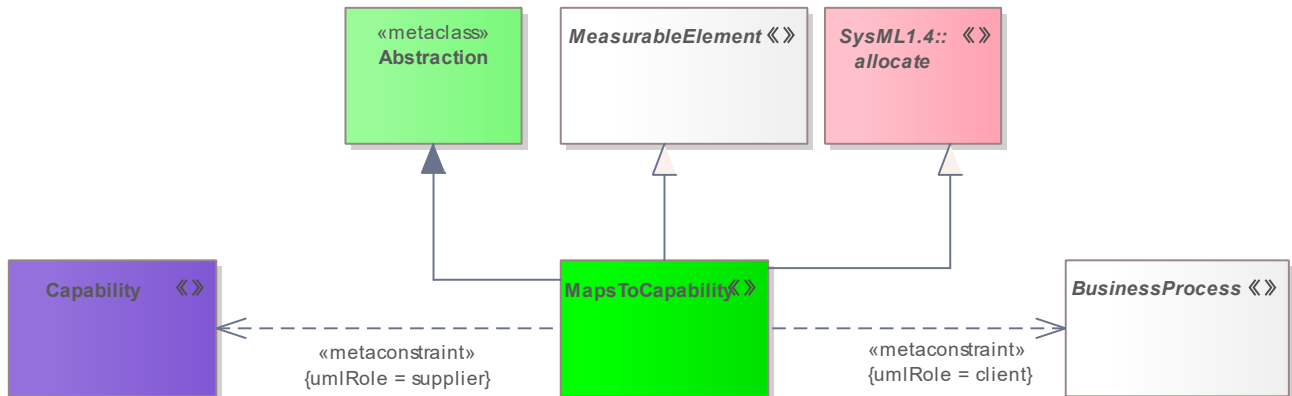 «metaclass»
Abstraction
MeasurableElement «»
SysML1.4:: «»
allocate
Capability «»
MapsToCapability «»
BusinessProcess «»
«metaconstraint»
{umlRole = supplier}
«metaconstraint»
{umlRole = client}